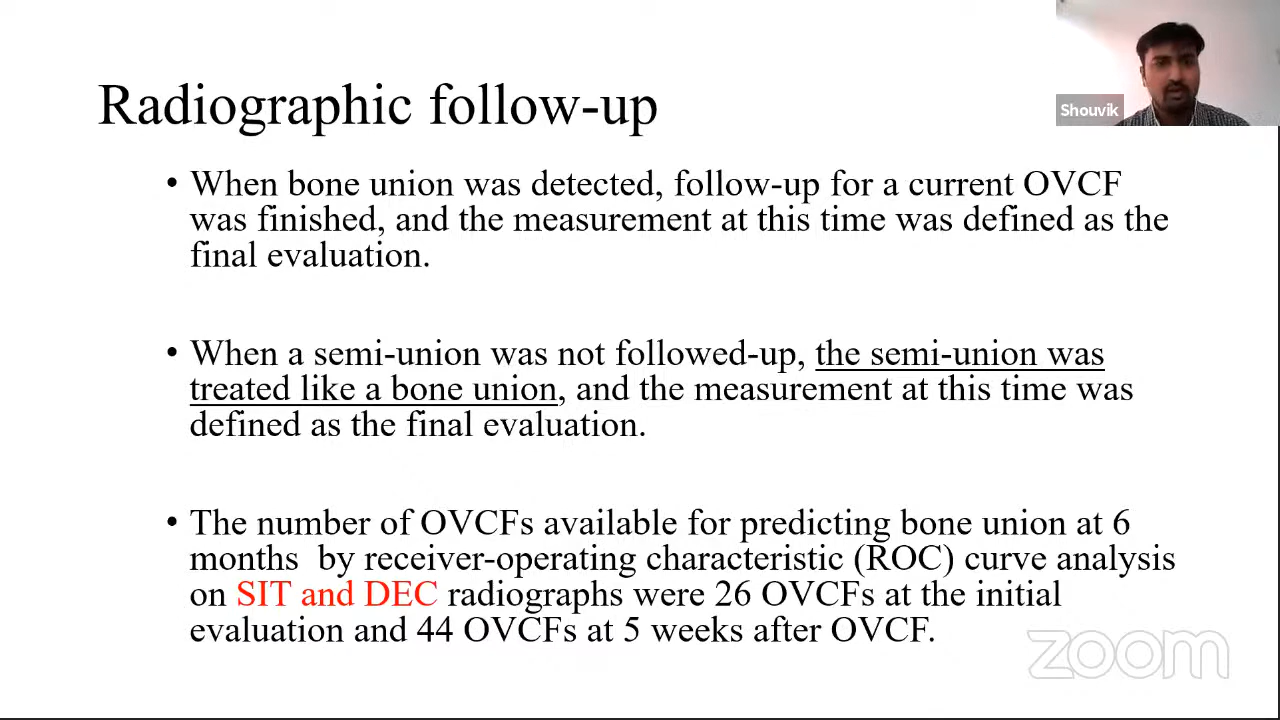 Radiographic follow-up
Shouvik
• When bone union was detected, follow-up for a current OVCF
was finished, and the measurement at this time was defined as the
final evaluation.
• When a semi-union was not followed-up, the semi-union was
treated like a bone union, and the measurement at this time was
defined as the final evaluation.
• The number of OVCFs available for predicting bone union at 6
months  by receiver-operating characteristic (ROC) curve analysis
on SIT and DEC radiographs were 26 OVCFs at the initial
evaluation and 44 OVCFs at 5 weeks after OVCF.
zoom